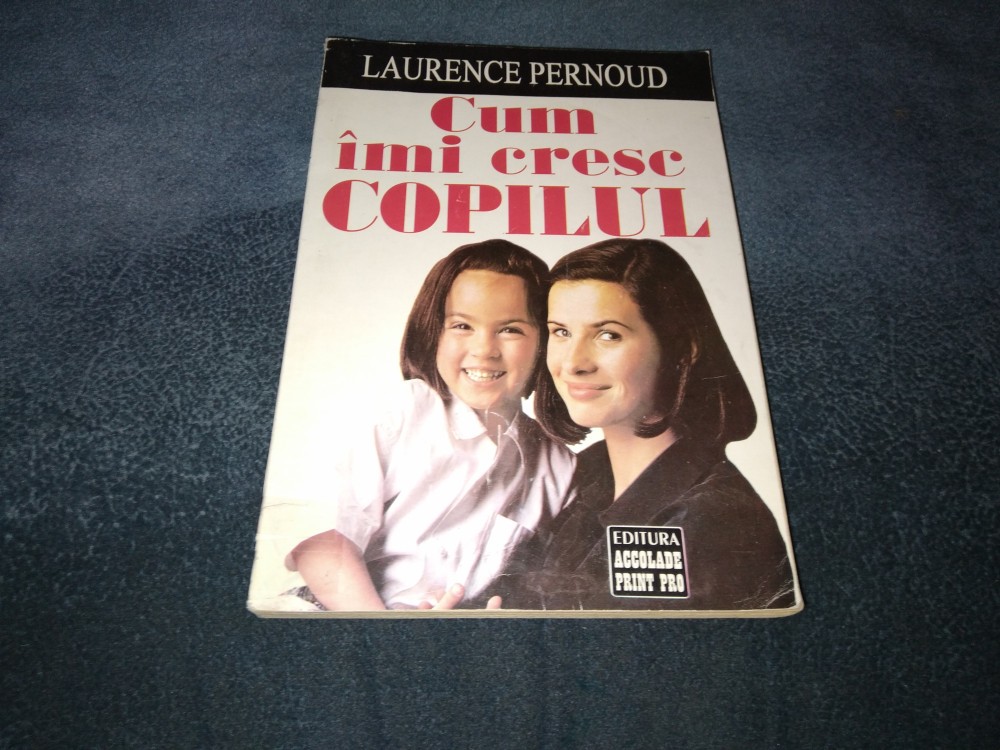 LAURENCE PERNOUD
Cum
îmi cresc
COPILUL
EDITURA
ACCOLADE
PRINT PRO